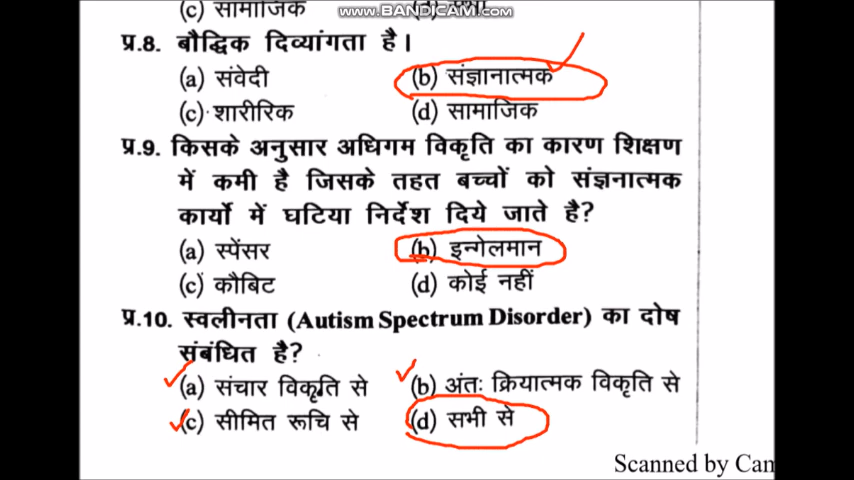 (c) सामाजिक
www.BANDICAM.com
प्र.8. बौद्धिक दिव्यांगता है।
(a) संवेदी (b) संज्ञानात्मक
(c) शारीरिक (d) सामाजिक
प्र.9. किसके अनुसार अधिगम विकृति का कारण शिक्षण
में कमी है जिसके तहत बच्चों को संज्ञनात्मक
कार्यो में घटिया निर्देश दिये जाते है?
(a) स्पेंसर (b) इन्गेलमान
(c) कौबिट (d) कोई नहीं
प्र.10. स्वलीनता (Autism Spectrum Disorder) का दोष
संबंधित है?
(a) संचार विकृति से (b) अंतः क्रियात्मक विकृति से
(c) सीमित रूचि से (d) सभी से
Scanned by Cam